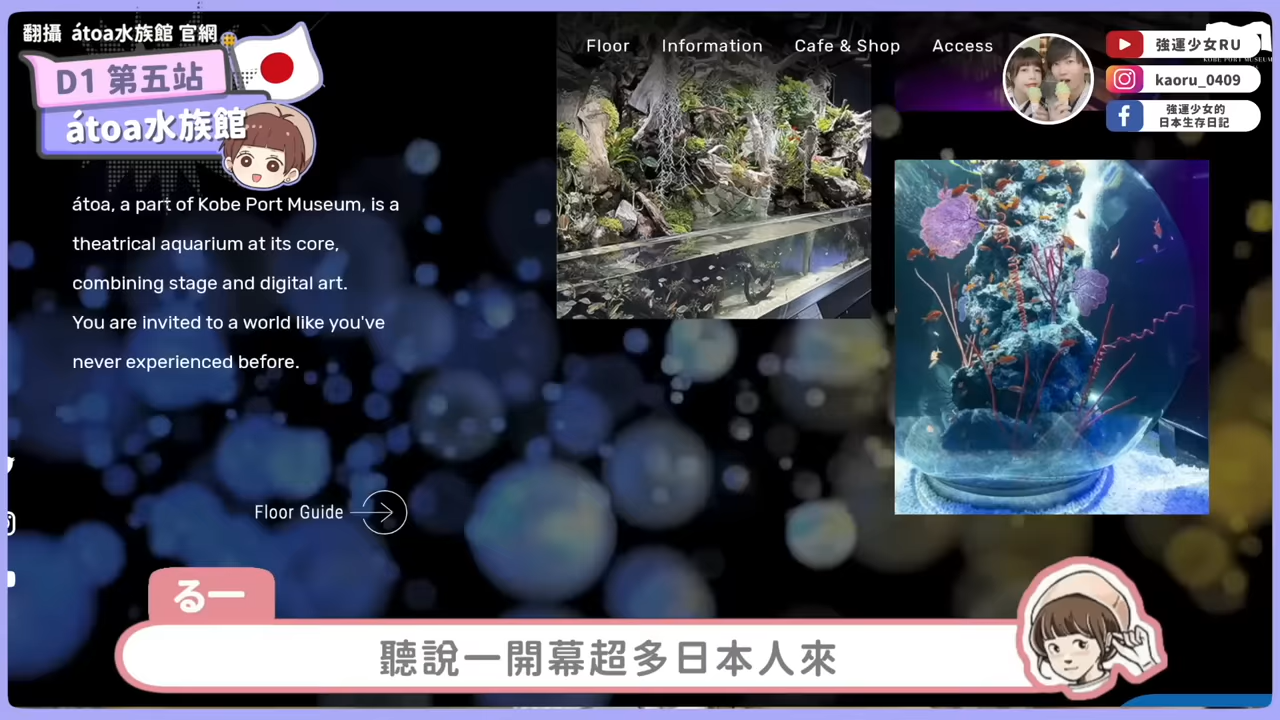 翻攝 átoa水族館 官網
D1 第五站
átoa水族館
Floor
Information
Cafe & Shop
Access
強運少女RU
KOBE PORT MUSEUM
kaoru_0409
強運少女的
日本生存日記
átoa, a part of Kobe Port Museum, is a
theatrical aquarium at its core,
combining stage and digital art.
You are invited to a world like you've
never experienced before.
Floor Guide
るー
聽說一開幕超多日本人來